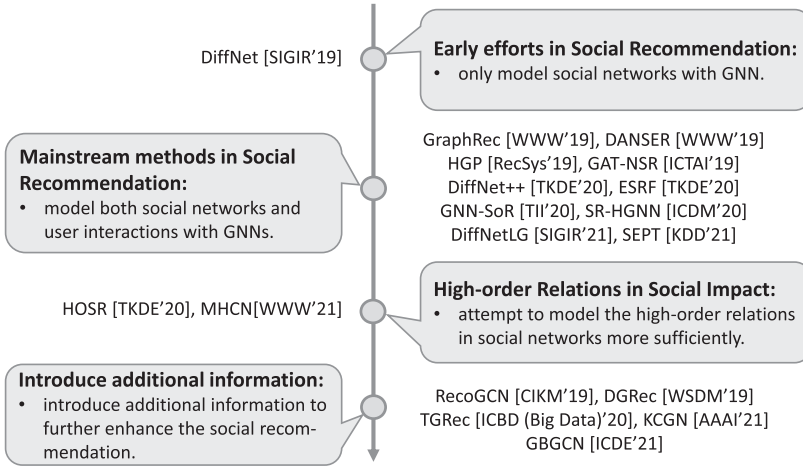 DiffNet [SIGIR’19]
Early efforts in Social Recommendation:
• only model social networks with GNN.
Mainstream methods in Social
Recommendation:
• model both social networks and
user interactions with GNNs.
GraphRec [WWW’19], DANSER [WWW’19]
HGP [RecSys’19], GAT-NSR [ICTAI’19]
DiffNet++ [TKDE’20], ESRF [TKDE’20]
GNN-SoR [TII’20], SR-HGNN [ICDM’20]
DiffNetLG [SIGIR’21], SEPT [KDD’21]
HOSR [TKDE’20], MHCN[WWW’21]
High-order Relations in Social Impact:
• attempt to model the high-order relations
in social networks more sufficiently.
Introduce additional information:
• introduce additional information to
further enhance the social recom-
mendation.
RecoGCN [CIKM’19], DGRec [WSDM’19]
TGRec [ICBD (Big Data)’20], KCGN [AAAI’21]
GBGCN [ICDE’21]